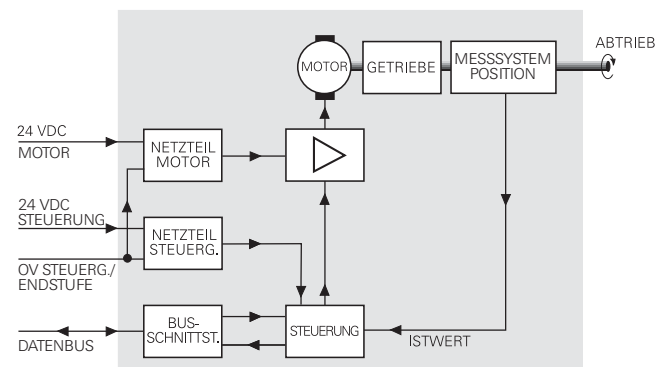 ABTRIEB
MOTOR
GETRIEBE
MESSSYSTEM
POSITION
24 VDC
MOTOR
NETZTEIL
MOTOR
24 VDC
STEUERUNG
NETZTEIL
STEUERG.
OV STEUERG./
ENDSTUFE
BUS-
SCHNITTST.
STEUERUNG
ISTWERT
DATENBUS